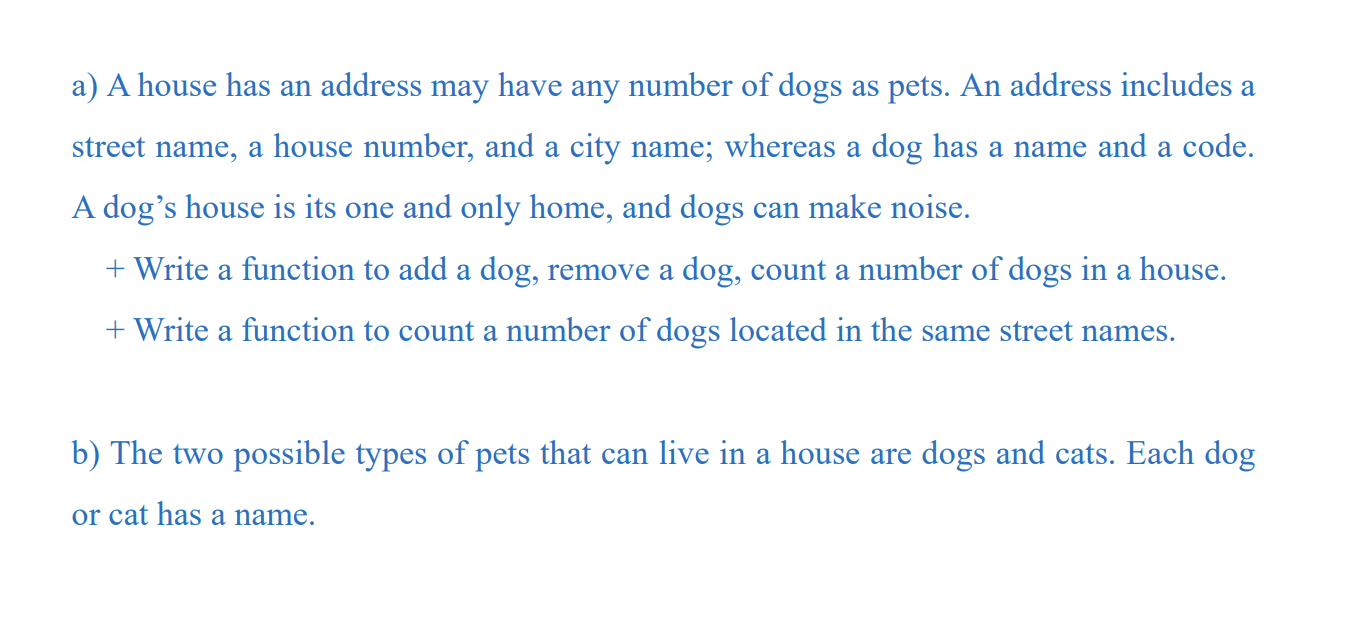 a) A house has an address may have any number of dogs as pets. An address includes a
street name, a house number, and a city name; whereas a dog has a name and a code.
A dog’s house is its one and only home, and dogs can make noise.
+ Write a function to add a dog, remove a dog, count a number of dogs in a house.
+ Write a function to count a number of dogs located in the same street names.
b) The two possible types of pets that can live in a house are dogs and cats. Each dog
or cat has a name.